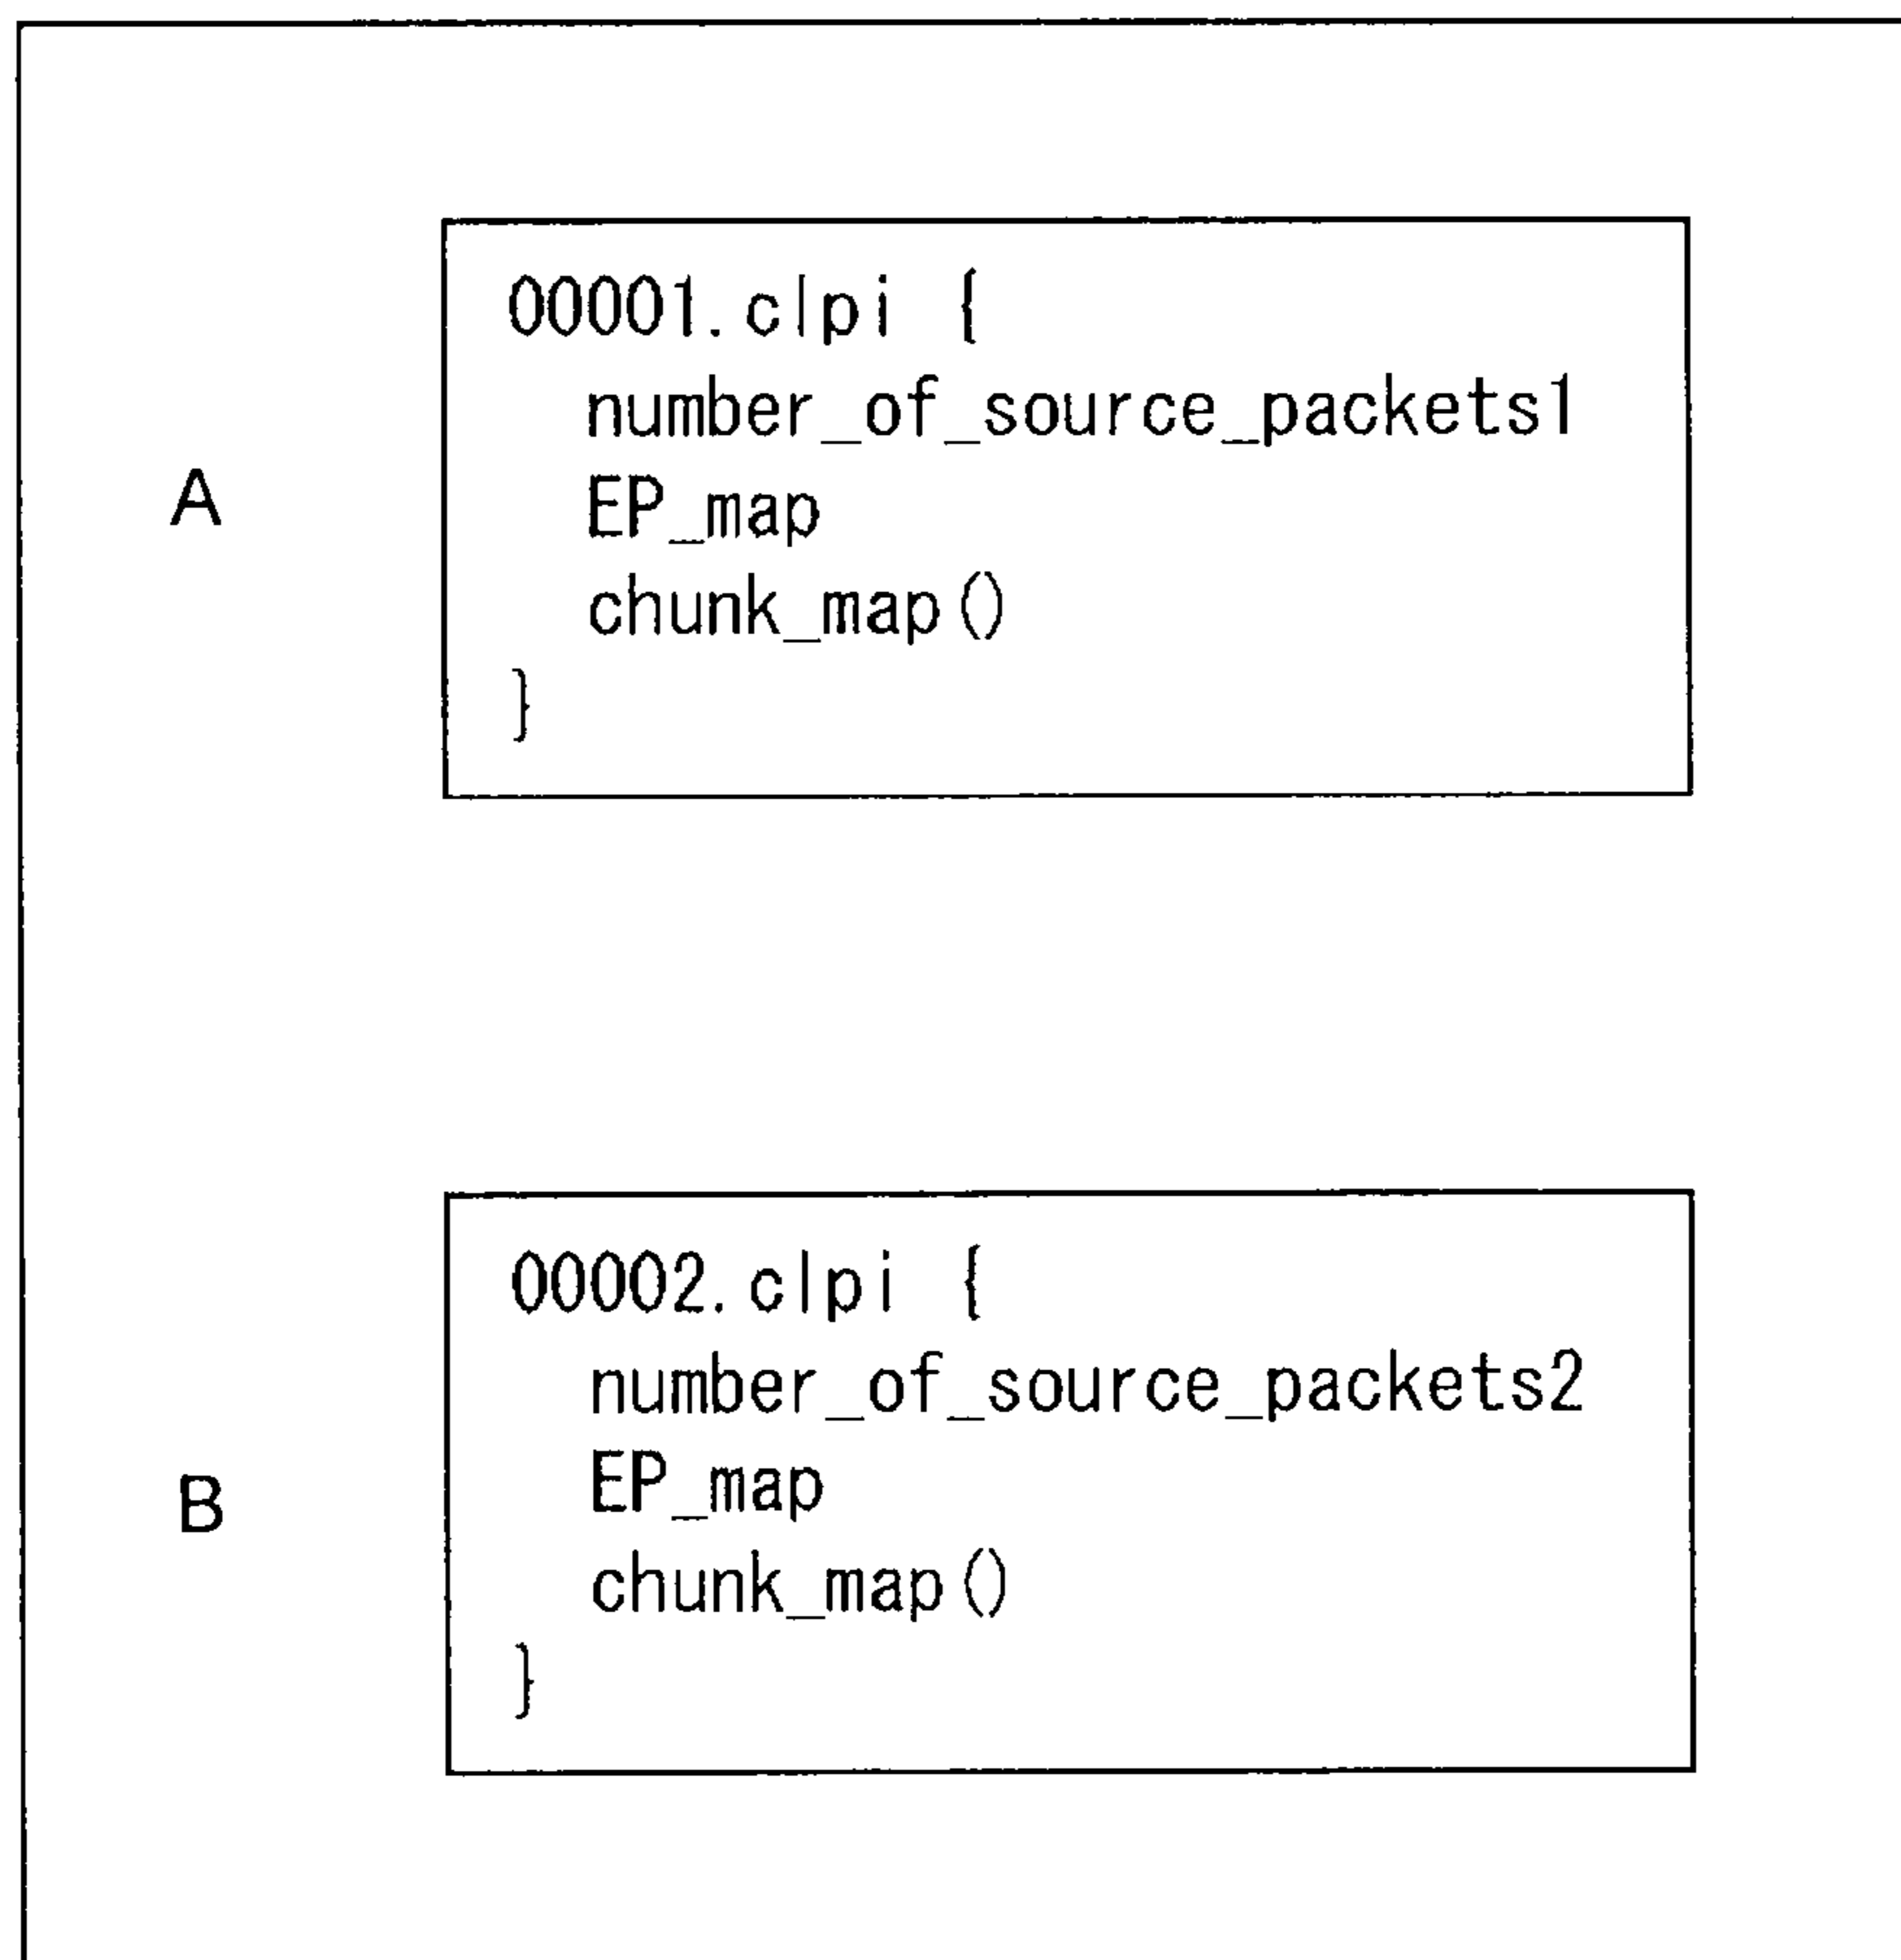 A
00001.clpi {
number_of_source_packets1
EP_map
chunk_map()
}
B
00002.clpi {
number_of_source_packets2
EP_map
chunk_map()
}